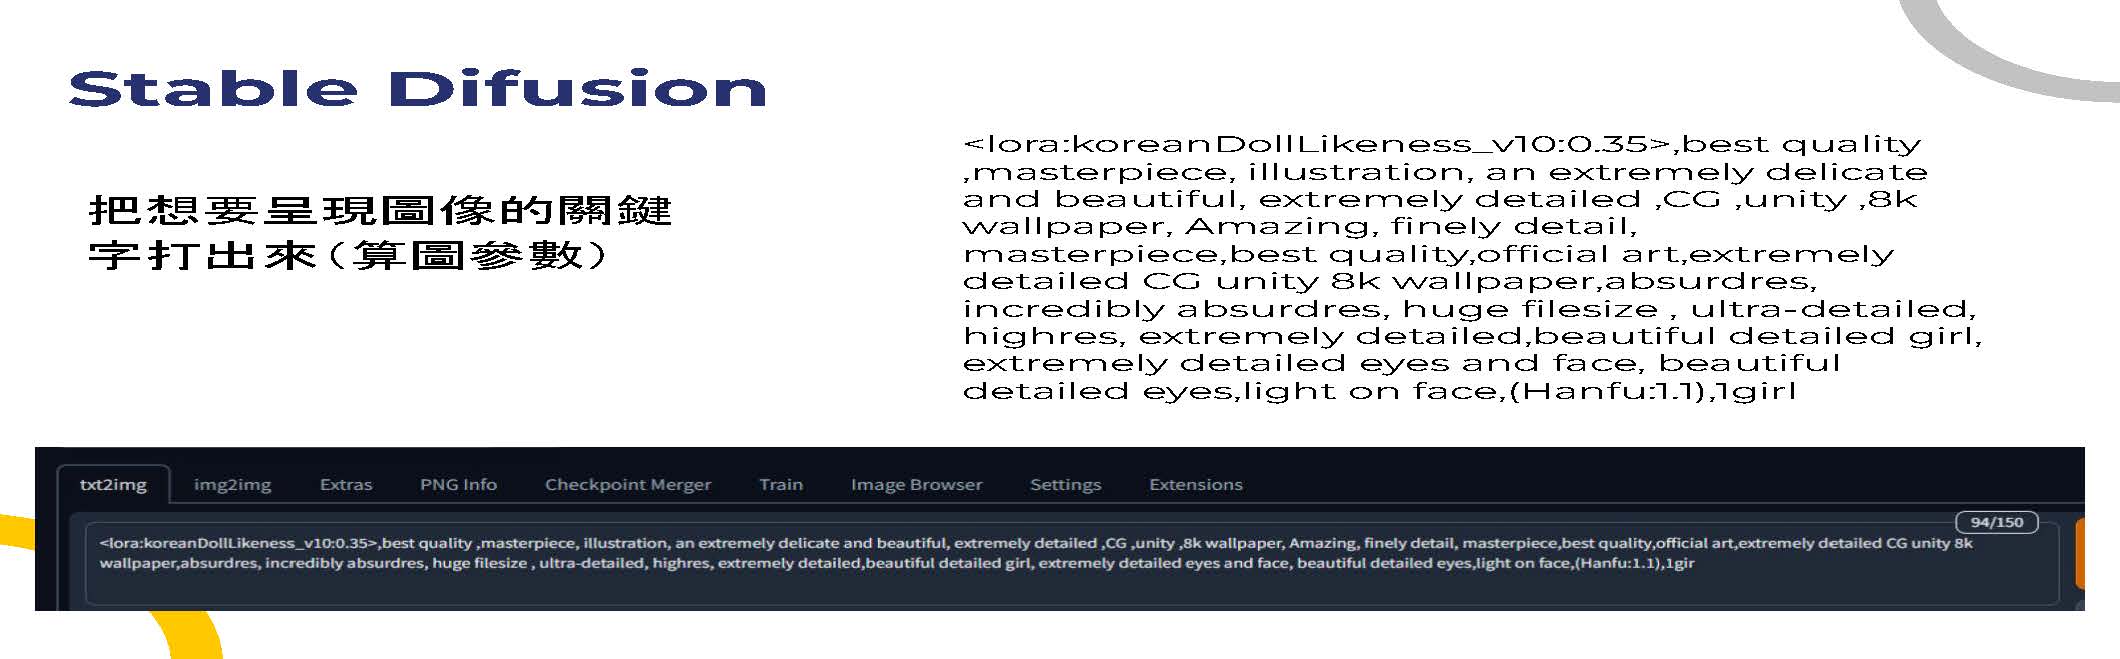 Stable Difusion
把想要呈現圖像的關鍵
字打出來(算圖參數)
<lora:koreanDollLikeness_v10:0.35>,best quality
,masterpiece, illustration, an extremely delicate
and beautiful, extremely detailed ,CG ,unity ,8k
wallpaper, Amazing, finely detail,
masterpiece,best quality,official art,extremely
detailed CG unity 8k wallpaper,absurdres,
incredibly absurdres, huge filesize , ultra-detailed,
highres, extremely detailed,beautiful detailed girl,
extremely detailed eyes and face, beautiful
detailed eyes,light on face,(Hanfu:1.1),1girl
txt2img img2img Extras PNG Info Checkpoint Merger Train Image Browser Settings Extensions
94/150
<lora:koreanDollLikeness_v10:0.35>,best quality ,masterpiece, illustration, an extremely delicate and beautiful, extremely detailed ,CG ,unity ,8k wallpaper, Amazing, finely detail, masterpiece,best quality,official art,extremely detailed CG unity 8k
wallpaper,absurdres, incredibly absurdres, huge filesize , ultra-detailed, highres, extremely detailed,beautiful detailed girl, extremely detailed eyes and face, beautiful detailed eyes,light on face,(Hanfu:1.1),1gir